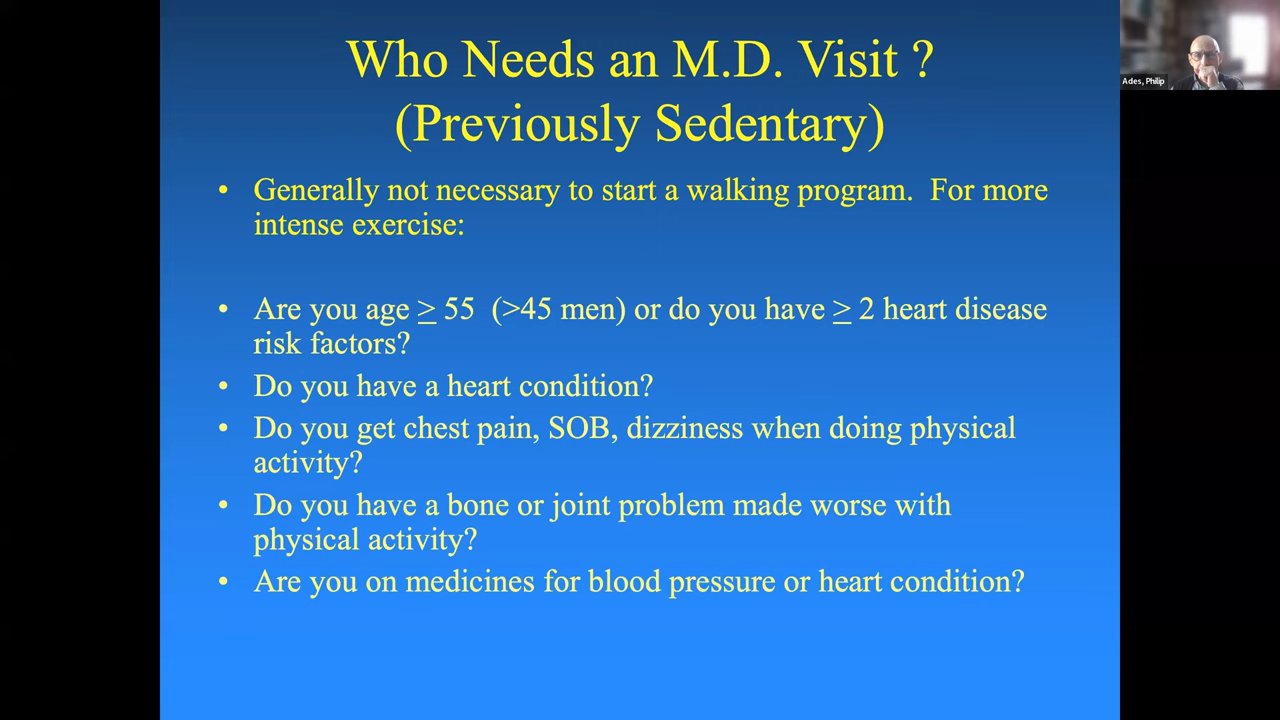 Who Needs an M.D. Visit ?
(Previously Sedentary)
• Generally not necessary to start a walking program.  For more
intense exercise:
• Are you age ≥ 55  (>45 men) or do you have ≥ 2 heart disease
risk factors?
• Do you have a heart condition?
• Do you get chest pain, SOB, dizziness when doing physical
activity?
• Do you have a bone or joint problem made worse with
physical activity?
• Are you on medicines for blood pressure or heart condition?
Ades, Philip